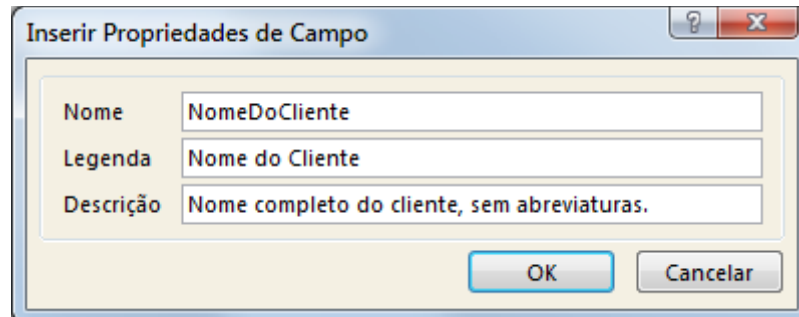 Inserir Propriedades de Campo
Nome NomeDoCliente
Legenda Nome do Cliente
Descrição Nome completo do cliente, sem abreviaturas.
OK Cancelar